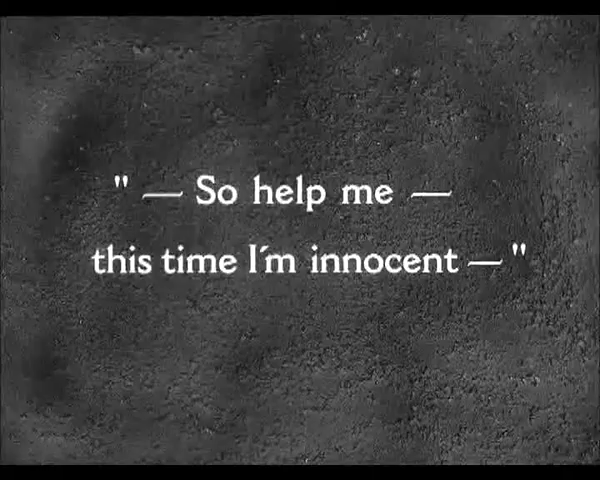 " — So help me —
this time I´m innocent — "